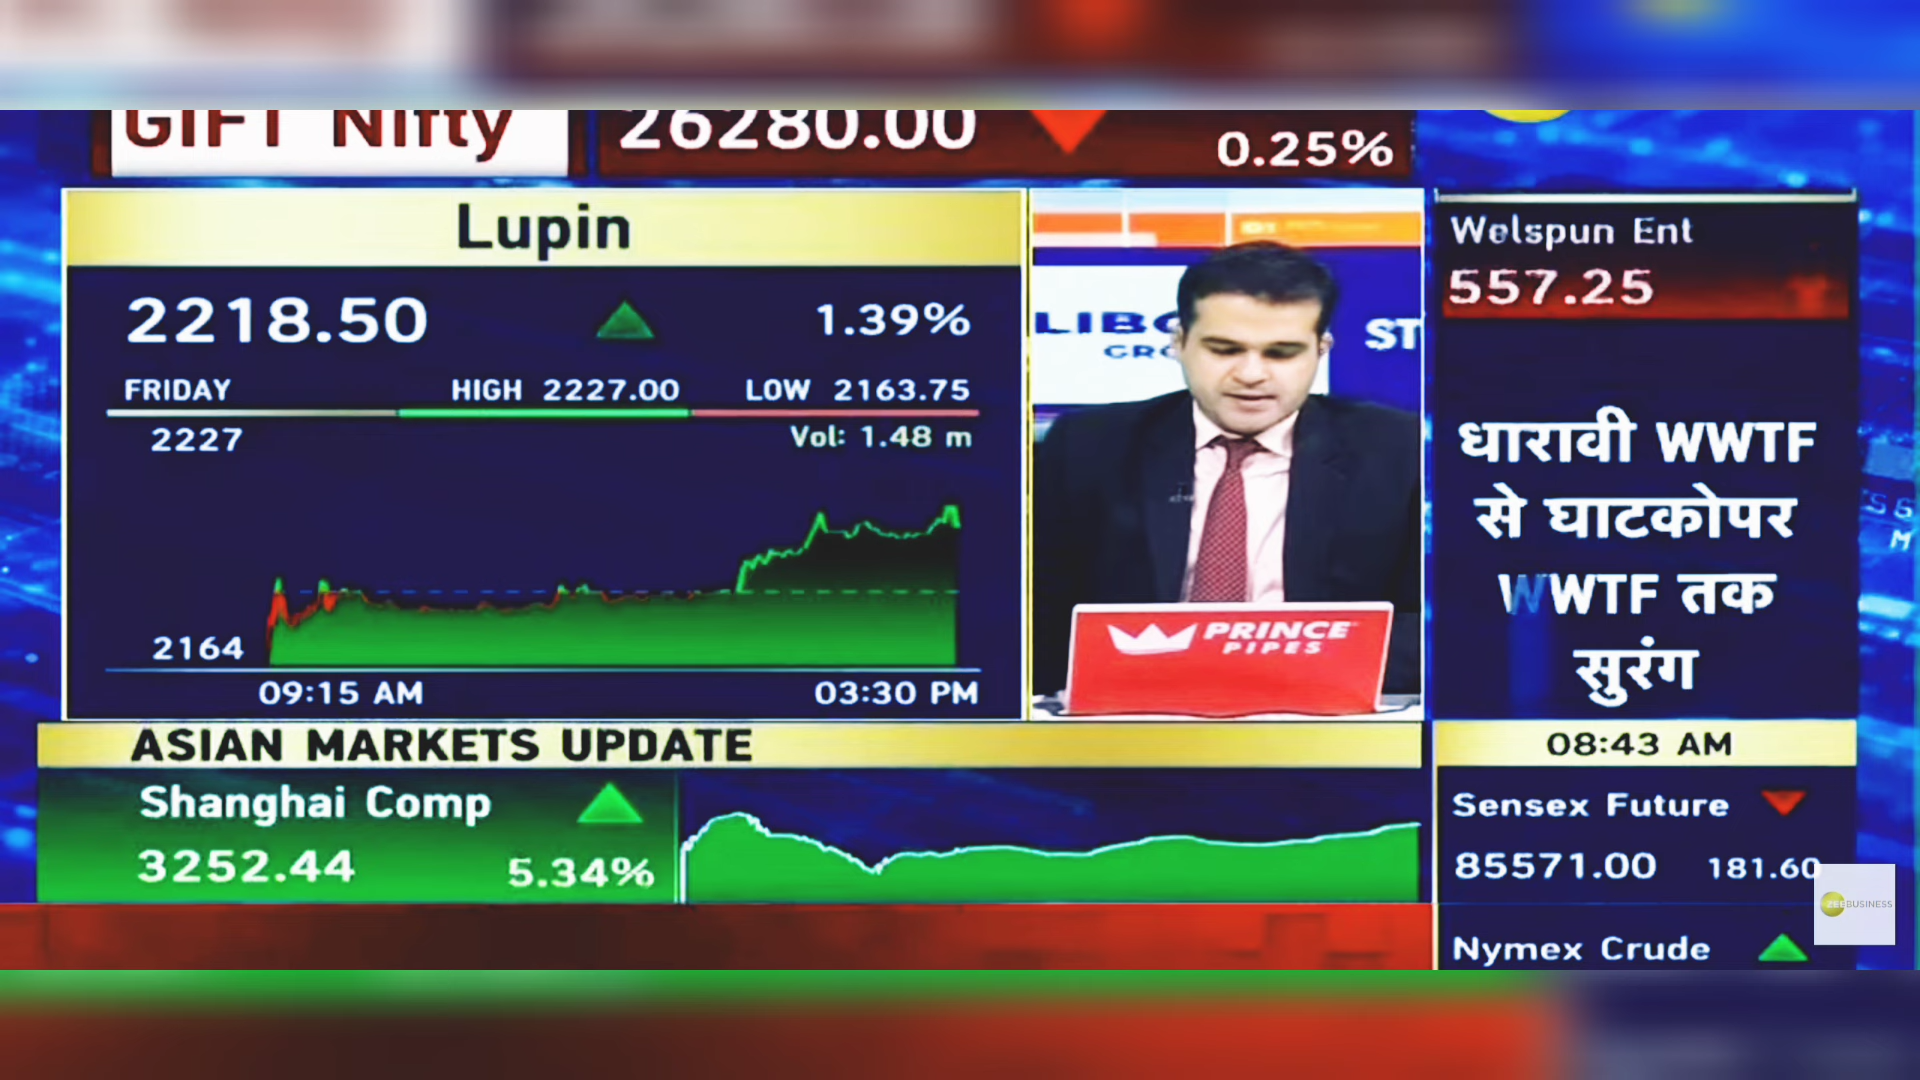 GIFT Nifty 26280.00 0.25%
Lupin
2218.50 1.39%
FRIDAY HIGH 2227.00 LOW 2163.75
2227 Vol: 1.48 m
2164
09:15 AM 03:30 PM
GRO
ST
PRINCE
PIPES
Welspun Ent
557.25
धारावी WWTF
से घाटकोपर
WWTF तक
सुरंग
ASIAN MARKETS UPDATE
Shanghai Comp
3252.44 5.34%
08:43 AM
Sensex Future
85571.00 181.60
Nymex Crude
ZEEBUSINESS